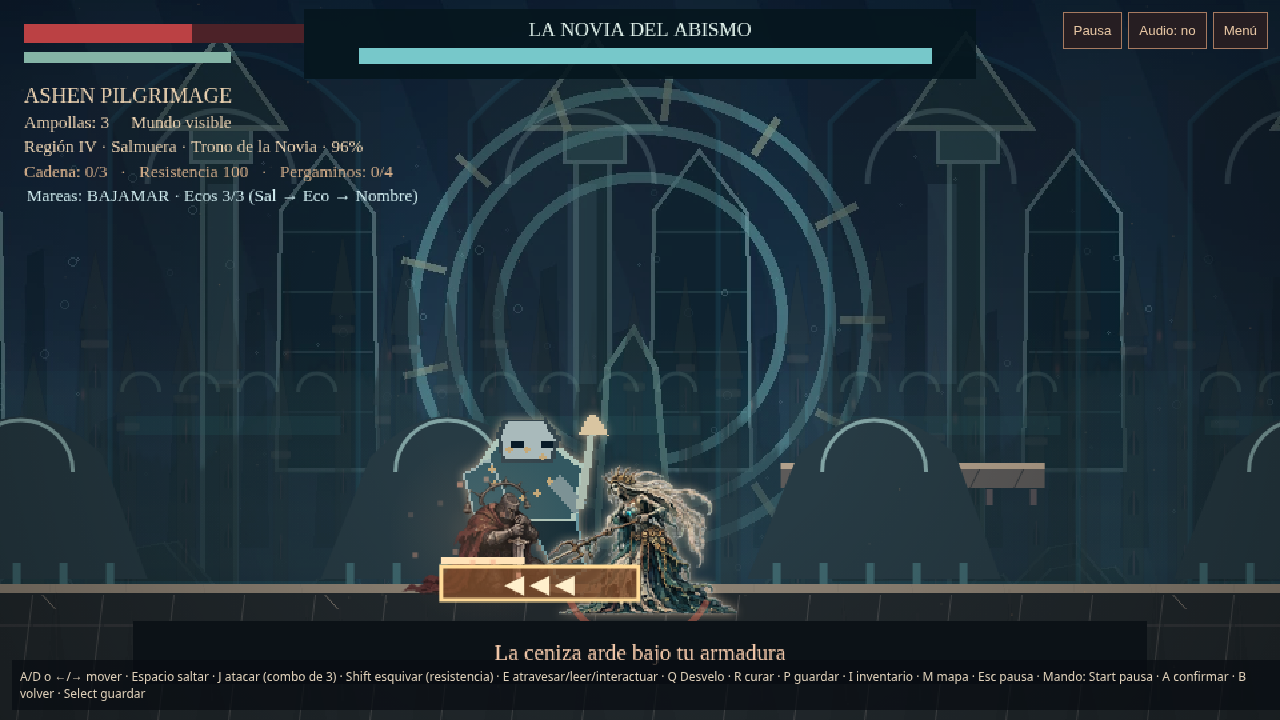 LA NOVIA DEL ABISMO
Pausa
Audio: no
Menú
ASHEN PILGRIMAGE
Ampollas: 3 Mundo visible
Región IV · Salmuera · Trono de la Novia · 96%
Cadena: 0/3 · Resistencia 100 · Pergaminos: 0/4
Mareas: BAJAMAR · Ecos 3/3 (Sal → Eco → Nombre)
La ceniza arde bajo tu armadura
A/D o ←/→ mover · Espacio saltar · J atacar (combo de 3) · Shift esquivar (resistencia) · E atravesar/leer/interactuar · Q Desvelo · R curar · P guardar · I inventario · M mapa · Esc pausa · Mando: Start pausa · A confirmar · B
volver · Select guardar